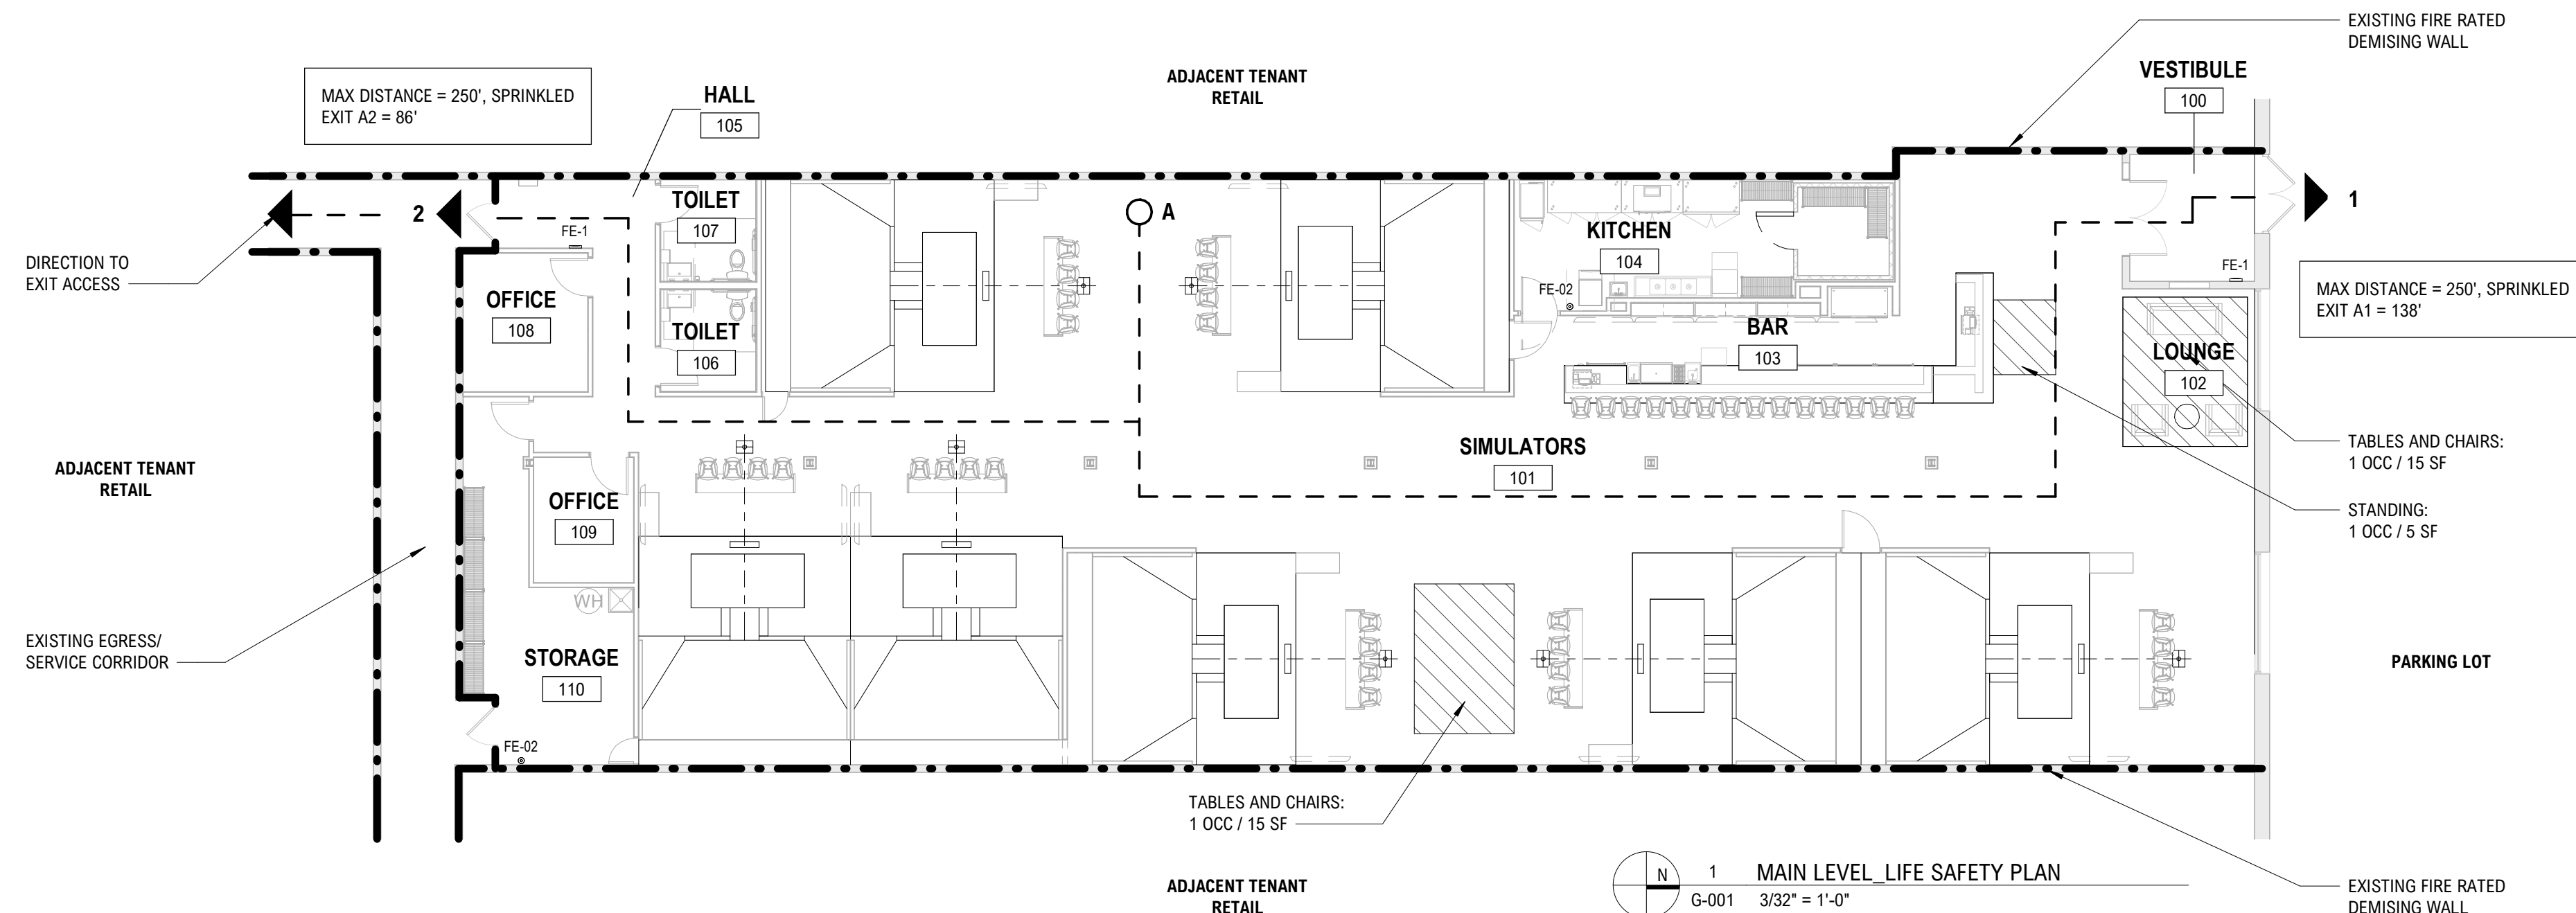 EXISTING FIRE RATED
DEMISING WALL
MAX DISTANCE = 250', SPRINKLED
EXIT A2 = 86'
HALL
105
ADJACENT TENANT
RETAIL
VESTIBULE
100
TOILET
107
2
A
1
FE-1
KITCHEN
104
DIRECTION TO
EXIT ACCESS
FE-1
OFFICE
108
FE-02
MAX DISTANCE = 250', SPRINKLED
EXIT A1 = 138'
TOILET
106
BAR
103
LOUNGE
102
SIMULATORS
101
TABLES AND CHAIRS:
1 OCC / 15 SF
ADJACENT TENANT
RETAIL
OFFICE
109
STANDING:
1 OCC / 5 SF
WH
EXISTING EGRESS/
SERVICE CORRIDOR
STORAGE
110
PARKING LOT
FE-02
TABLES AND CHAIRS:
1 OCC / 15 SF
ADJACENT TENANT
RETAIL
N
1
MAIN LEVEL_LIFE SAFETY PLAN
G-001
3/32" = 1'-0"
EXISTING FIRE RATED
DEMISING WALL